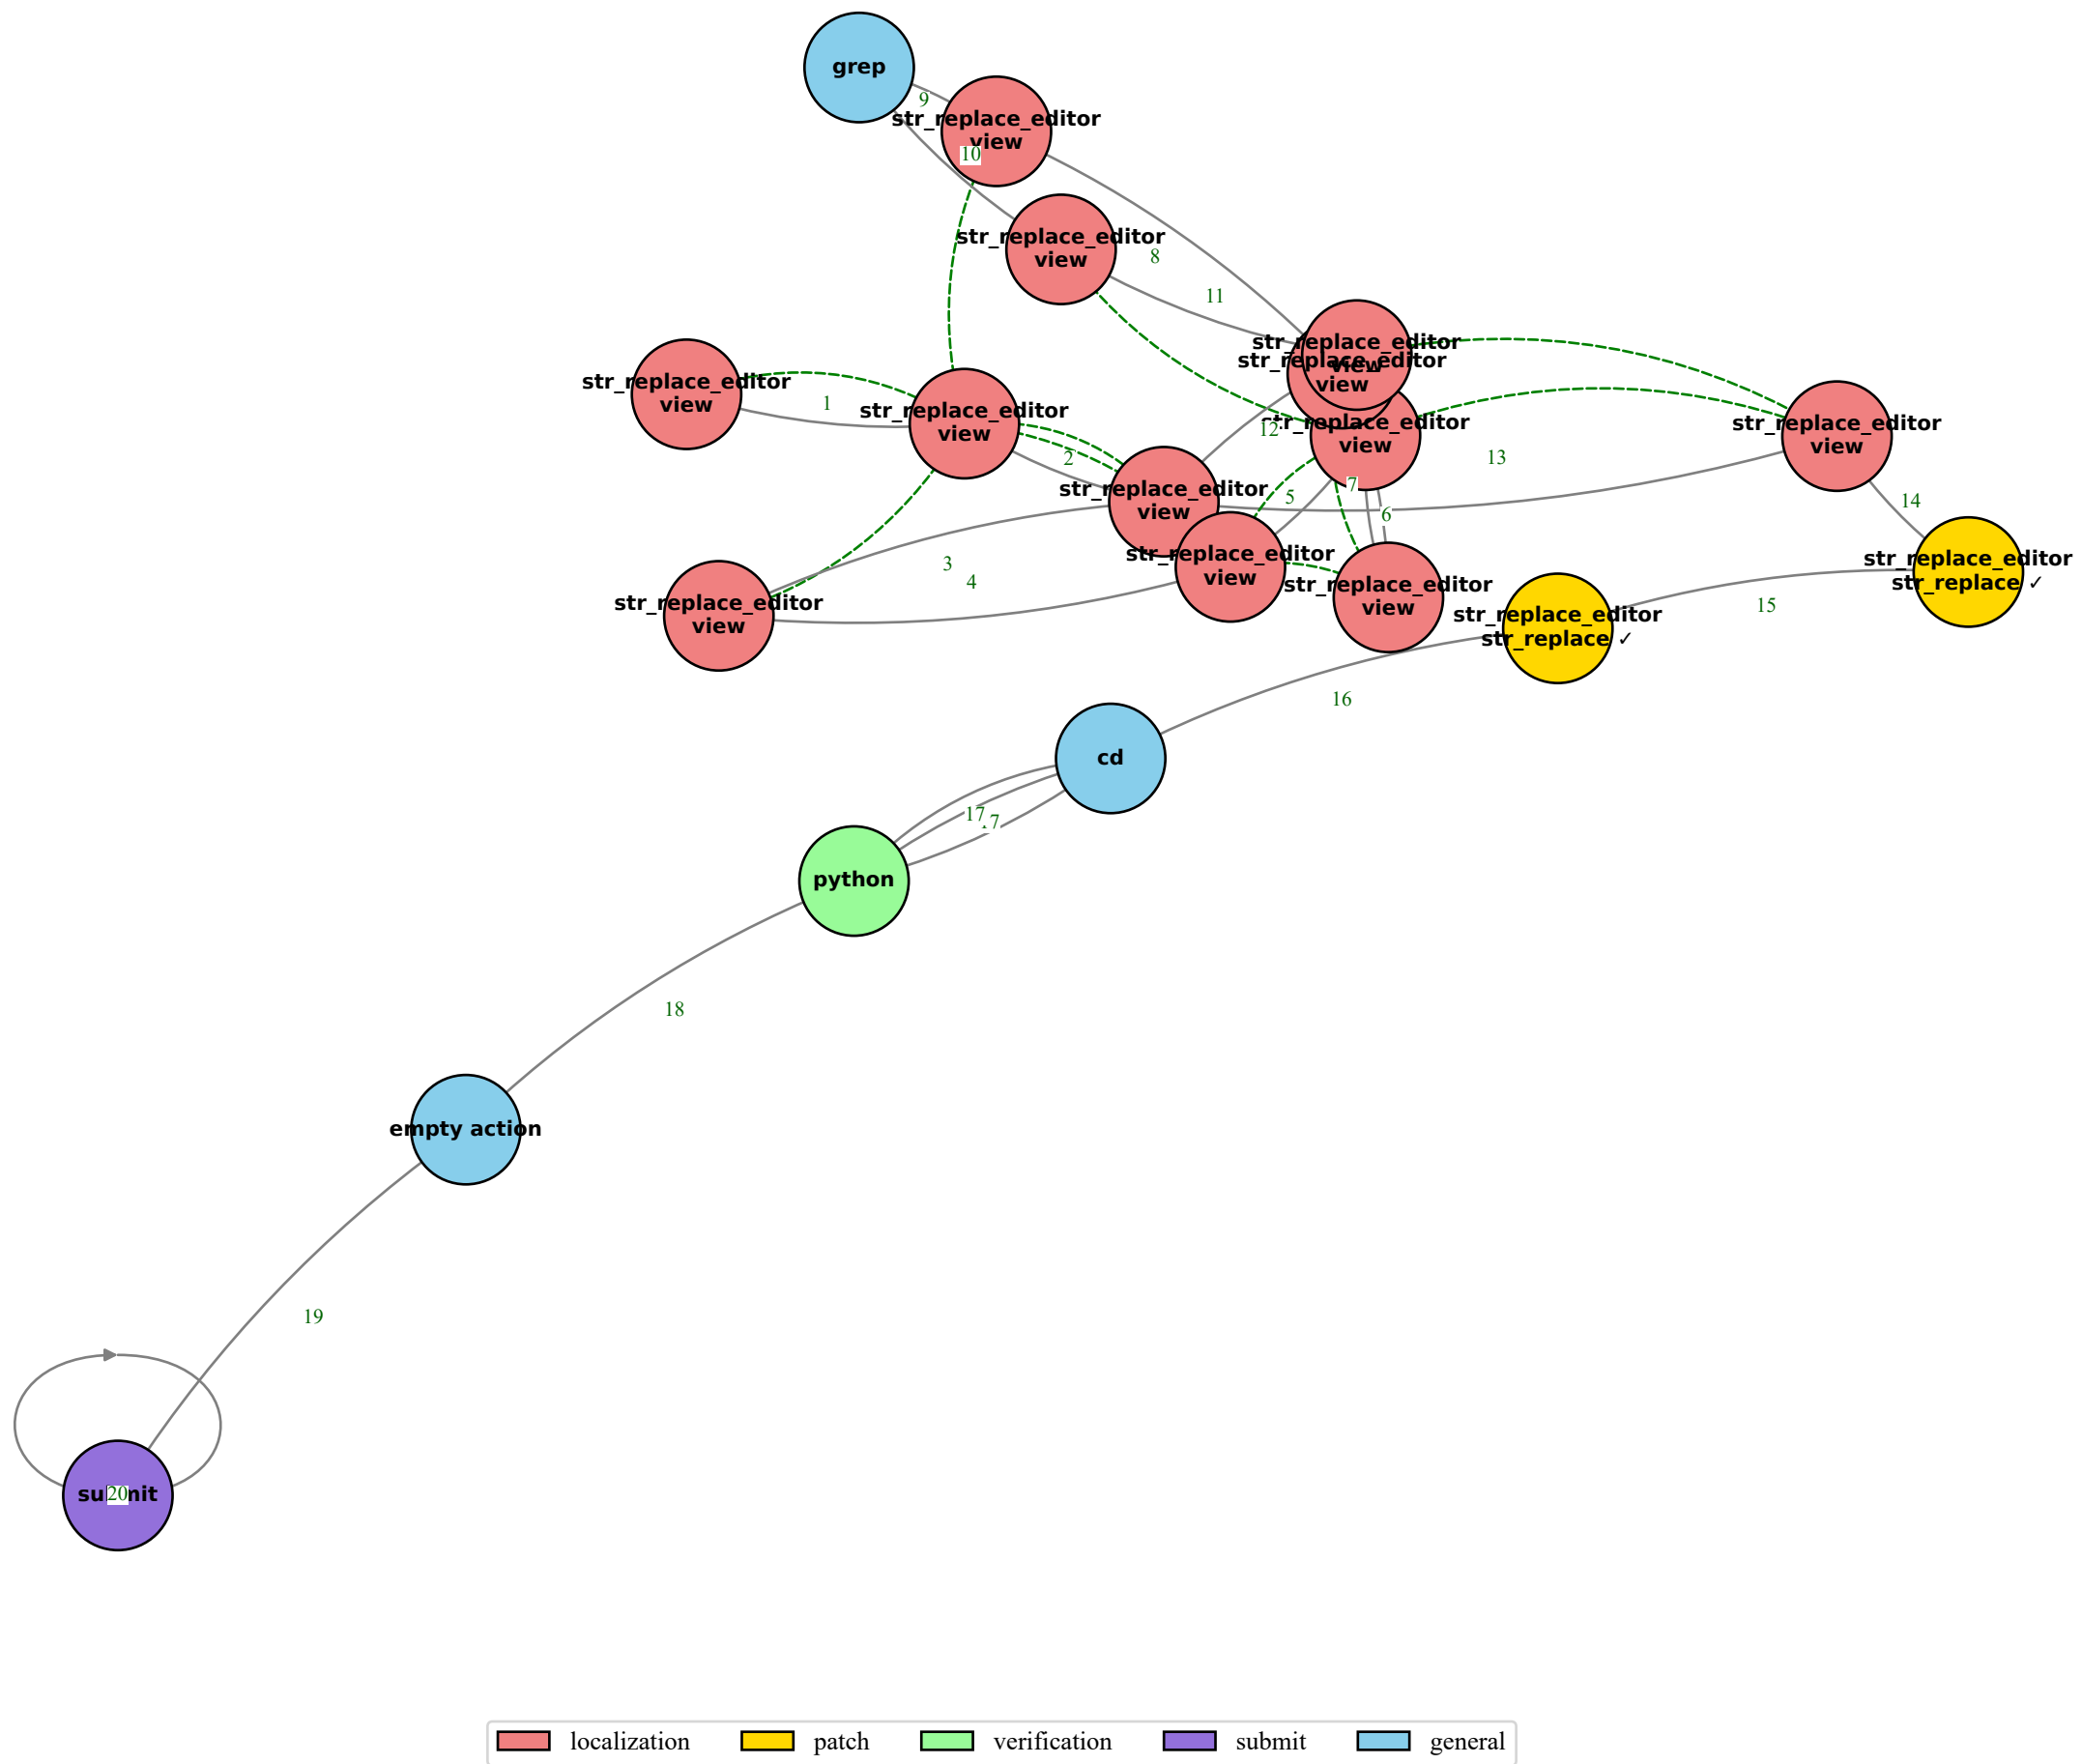 grep
9
str_replace_editor
view
10
str_replace_editor
view
8
11
str_replace_editor
view
str_replace_editor
view
str_replace_editor
view
1
str_replace_editor
view
12
str_replace_editor
view
str_replace_editor
view
2
13
str_replace_editor
view
5
7
6
14
str_replace_editor
view
3
4
str_replace_editor
view
str_replace_editor
str_replace ✓
str_replace_editor
view
15
str_replace_editor
str_replace ✓
16
cd
17
17
python
18
empty action
19
submit
20
localization
patch
verification
submit
general